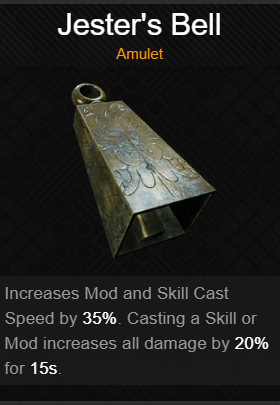 Jester's Bell
Amulet
Increases Mod and Skill Cast
Speed by 35%. Casting a Skill or
Mod increases all damage by 20%
for 15s.